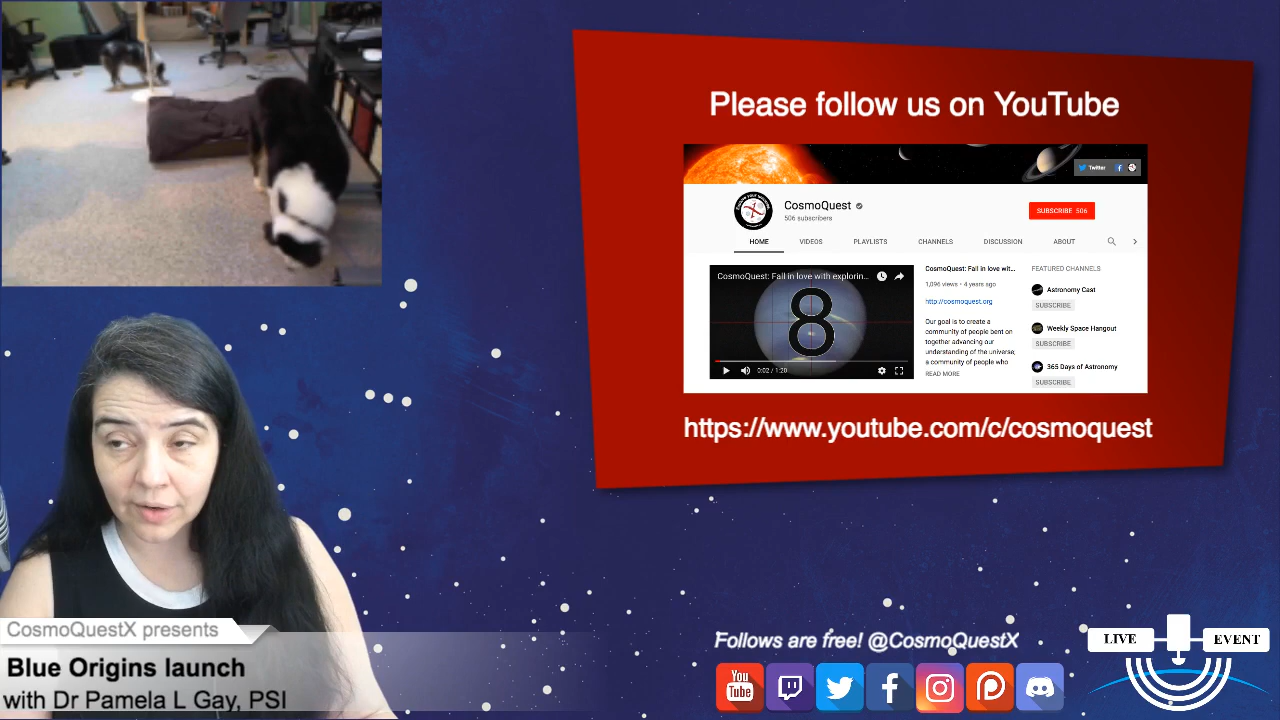 Please follow us on YouTube
Twitter
CosmoQuest
506 subscribers
SUBSCRIBE 506
HOME VIDEOS PLAYLISTS CHANNELS DISCUSSION ABOUT
CosmoQuest: Fall in love with explorin...
8
0:02 / 1:20
CosmoQuest: Fall in love wit...
1,096 views • 4 years ago
http://cosmoquest.org
Our goal is to create a
community of people bent on
together advancing our
understanding of the universe;
a community of people who
READ MORE
FEATURED CHANNELS
Astronomy Cast
SUBSCRIBE
Weekly Space Hangout
SUBSCRIBE
365 Days of Astronomy
SUBSCRIBE
https://www.youtube.com/c/cosmoquest
CosmoQuestX presents
Blue Origins launch
with Dr Pamela L Gay, PSI
Follows are free! @CosmoQuestX
You
Tube
LIVE EVENT